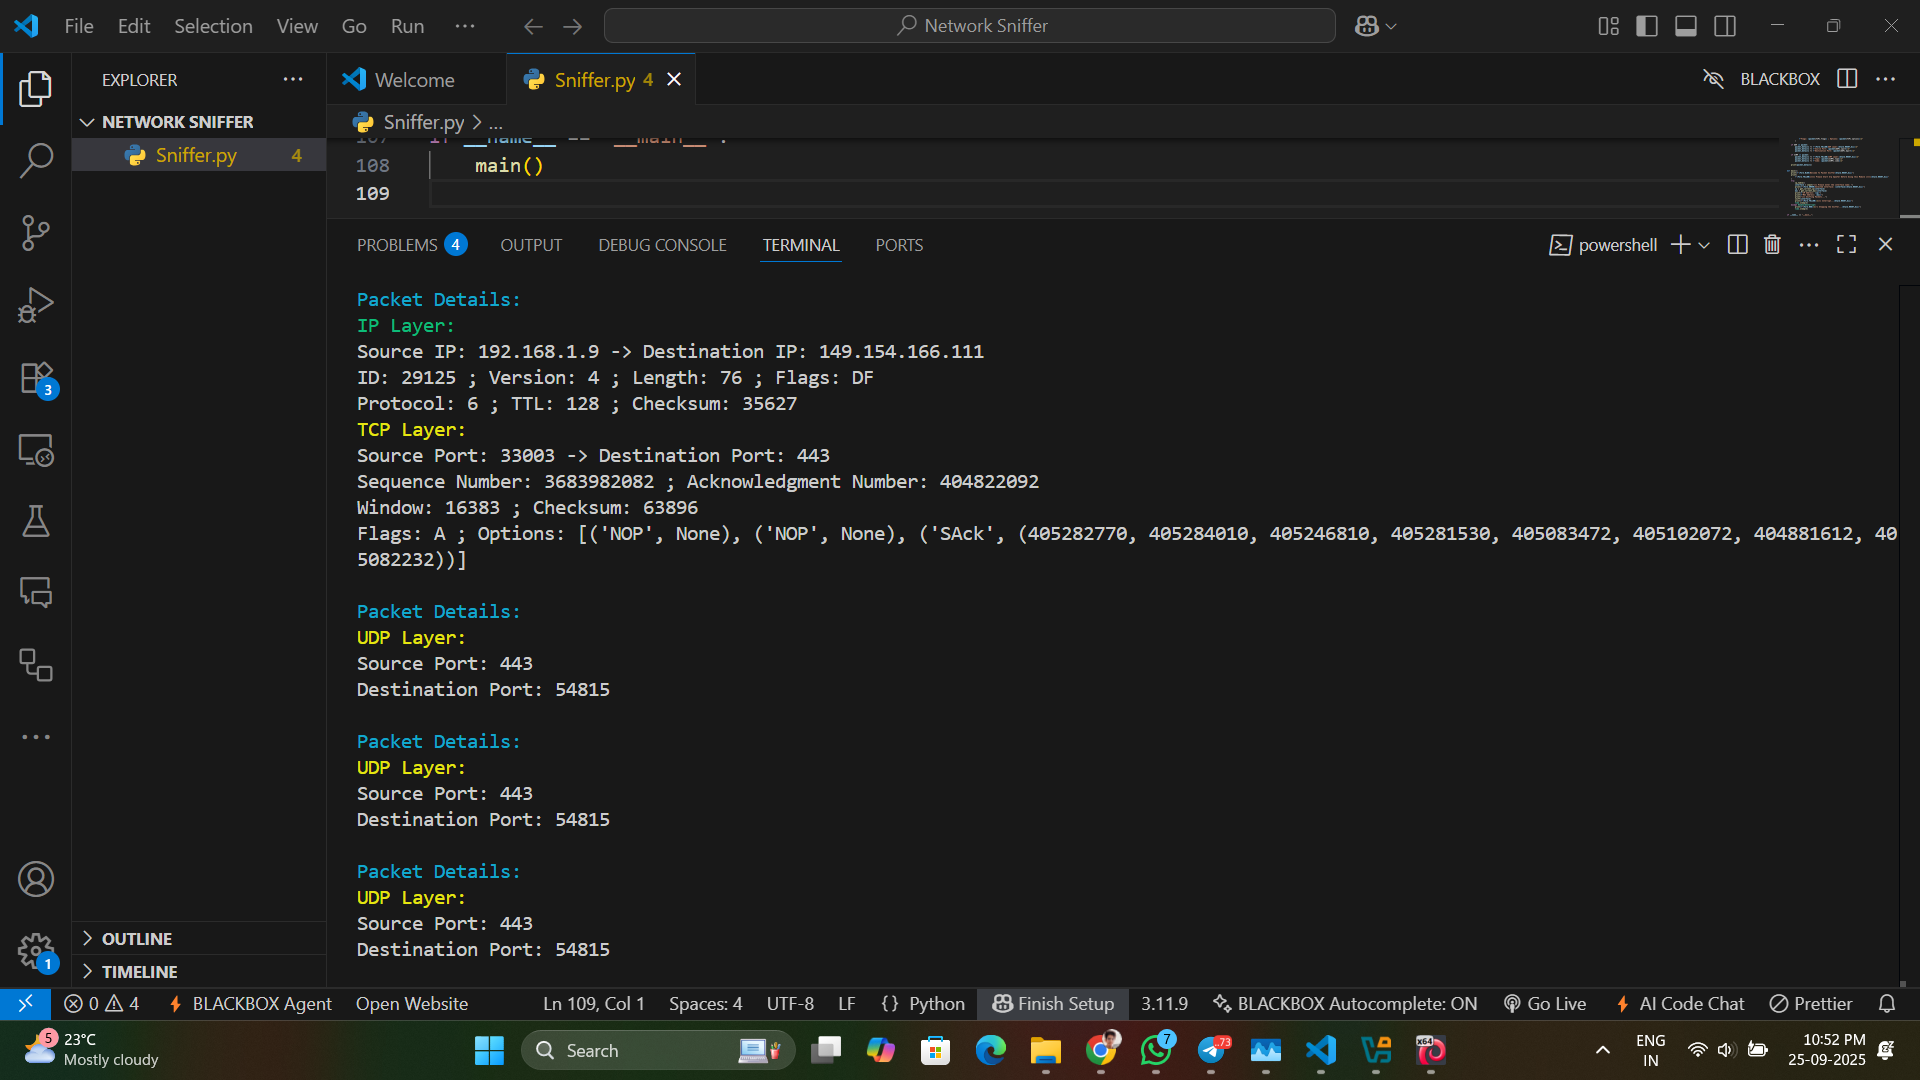 File Edit Selection View Go Run ···
Network Sniffer
EXPLORER
NETWORK SNIFFER
Sniffer.py 4
Welcome
Sniffer.py 4
BLACKBOX
Sniffer.py > ...
107 if __name__ == "__main__":
108 main()
109
PROBLEMS 4 OUTPUT DEBUG CONSOLE TERMINAL PORTS
powershell
Packet Details:
IP Layer:
Source IP: 192.168.1.9 -> Destination IP: 149.154.166.111
ID: 29125 ; Version: 4 ; Length: 76 ; Flags: DF
Protocol: 6 ; TTL: 128 ; Checksum: 35627
TCP Layer:
Source Port: 33003 -> Destination Port: 443
Sequence Number: 3683982082 ; Acknowledgment Number: 404822092
Window: 16383 ; Checksum: 63896
Flags: A ; Options: [('NOP', None), ('NOP', None), ('SAck', (405282770, 405284010, 405246810, 405281530, 405083472, 405102072, 404881612, 40
5082232))]
Packet Details:
UDP Layer:
Source Port: 443
Destination Port: 54815
Packet Details:
UDP Layer:
Source Port: 443
Destination Port: 54815
Packet Details:
UDP Layer:
Source Port: 443
Destination Port: 54815
3
1
OUTLINE
TIMELINE
0 4 BLACKBOX Agent Open Website Ln 109, Col 1 Spaces: 4 UTF-8 LF {} Python Finish Setup 3.11.9 BLACKBOX Autocomplete: ON Go Live AI Code Chat Prettier
5 23°C
Mostly cloudy
Search
7
73
x64
ENG
IN
10:52 PM
25-09-2025